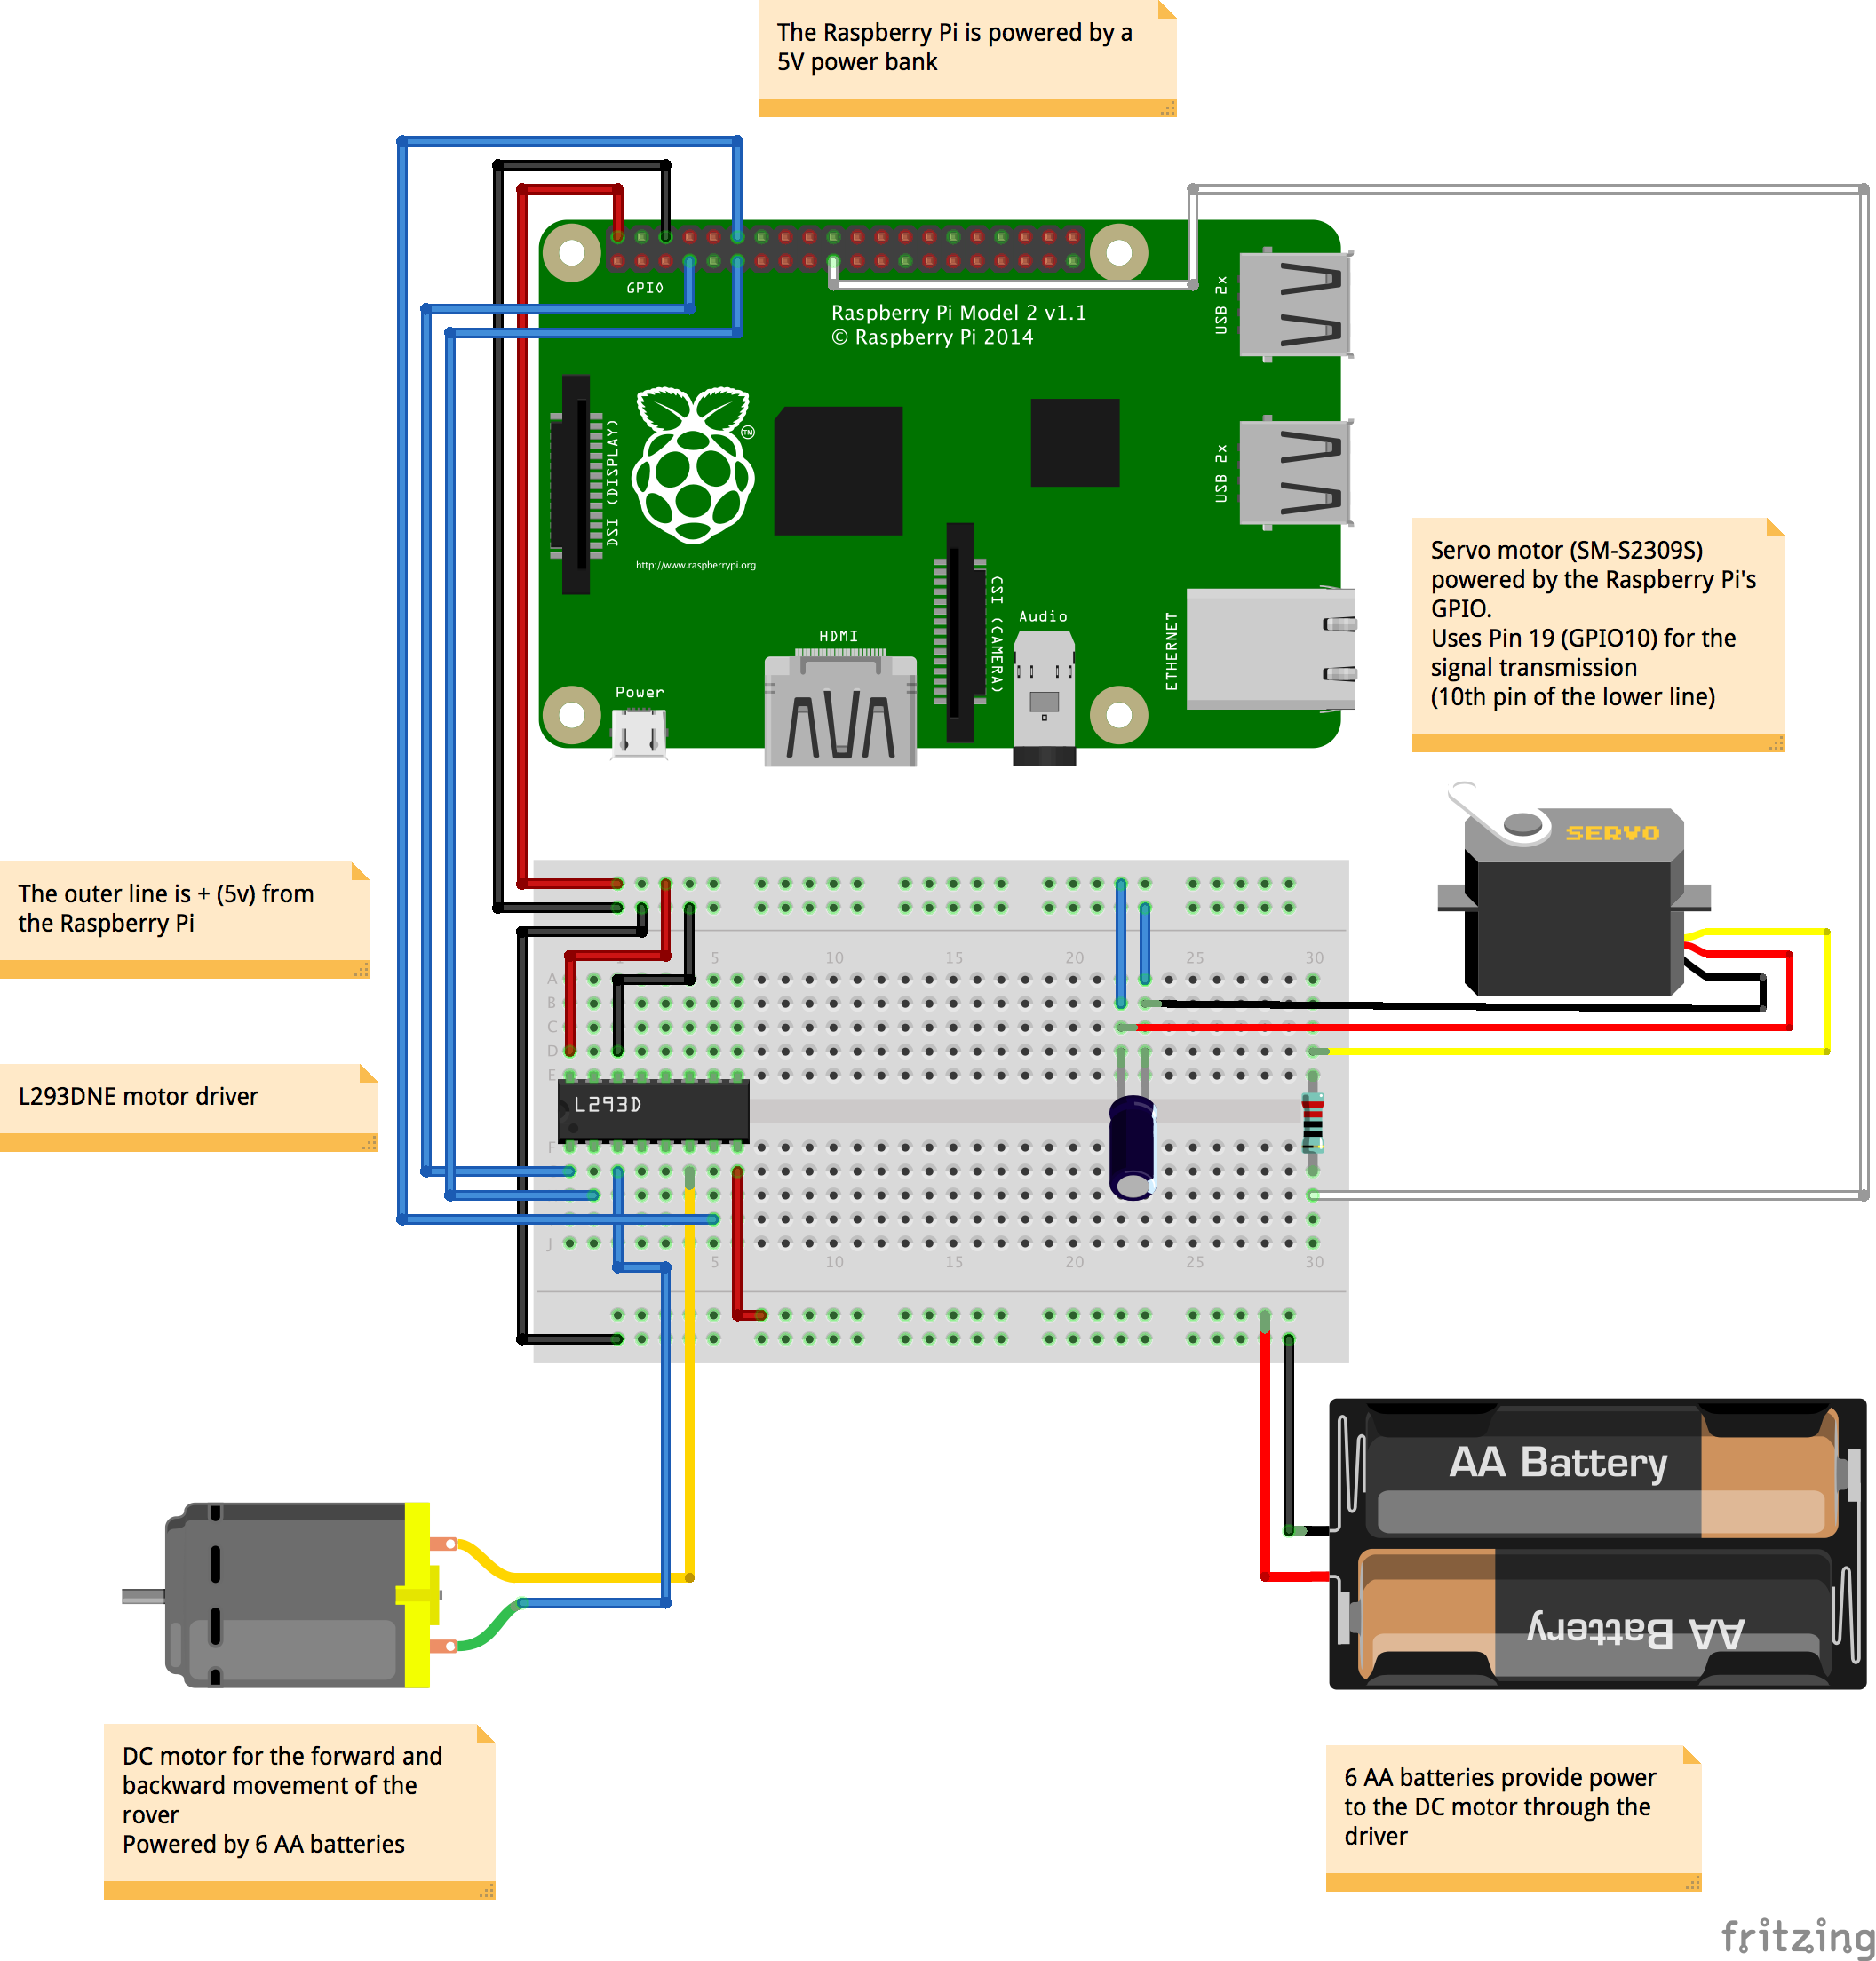 The Raspberry Pi is powered by a
5V power bank
GPIO
Raspberry Pi Model 2 v1.1
© Raspberry Pi 2014
USB 2x
DSI (DISPLAY)
TM
USB 2x
http://www.raspberrypi.org
CSI (CAMERA)
Audio
HDMI
ETHERNET
Power
Servo motor (SM-S2309S)
powered by the Raspberry Pi's
GPIO.
Uses Pin 19 (GPIO10) for the
signal transmission
(10th pin of the lower line)
SERVO
The outer line is + (5v) from
the Raspberry Pi
5 10 15 20 25 30
A
B
C
D
E
L293DNE motor driver
L293D
F
J
5 10 15 20 25 30
AA Battery
AA Battery
DC motor for the forward and
backward movement of the
rover
Powered by 6 AA batteries
6 AA batteries provide power
to the DC motor through the
driver
fritzing